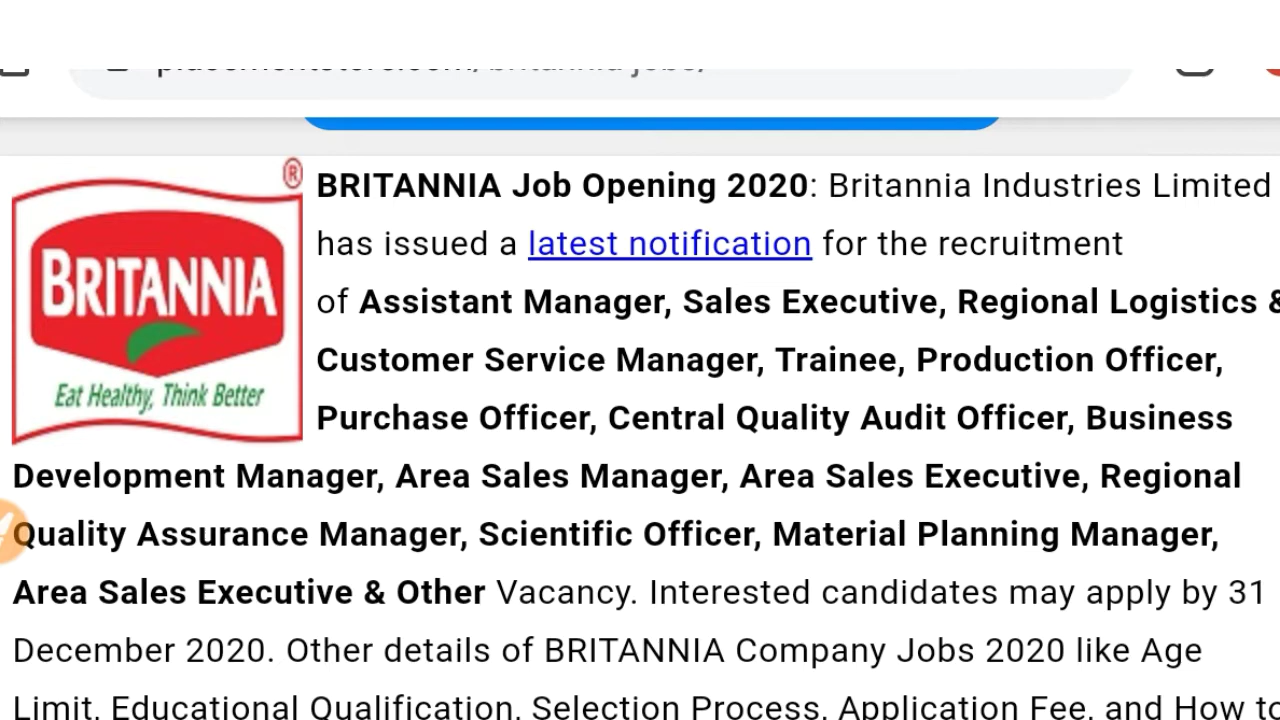 ®
BRITANNIA
Eat Healthy, Think Better
BRITANNIA Job Opening 2020: Britannia Industries Limited
has issued a latest notification for the recruitment
of Assistant Manager, Sales Executive, Regional Logistics &
Customer Service Manager, Trainee, Production Officer,
Purchase Officer, Central Quality Audit Officer, Business
Development Manager, Area Sales Manager, Area Sales Executive, Regional
Quality Assurance Manager, Scientific Officer, Material Planning Manager,
Area Sales Executive & Other Vacancy. Interested candidates may apply by 31
December 2020. Other details of BRITANNIA Company Jobs 2020 like Age
Limit, Educational Qualification, Selection Process, Application Fee, and How to